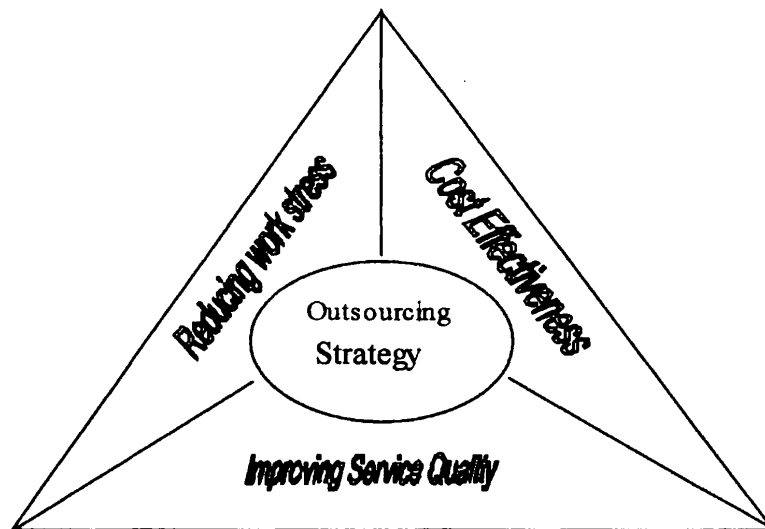 Reducing work stress
Cost Effectiveness
Outsourcing
Strategy
Improving Service Quality